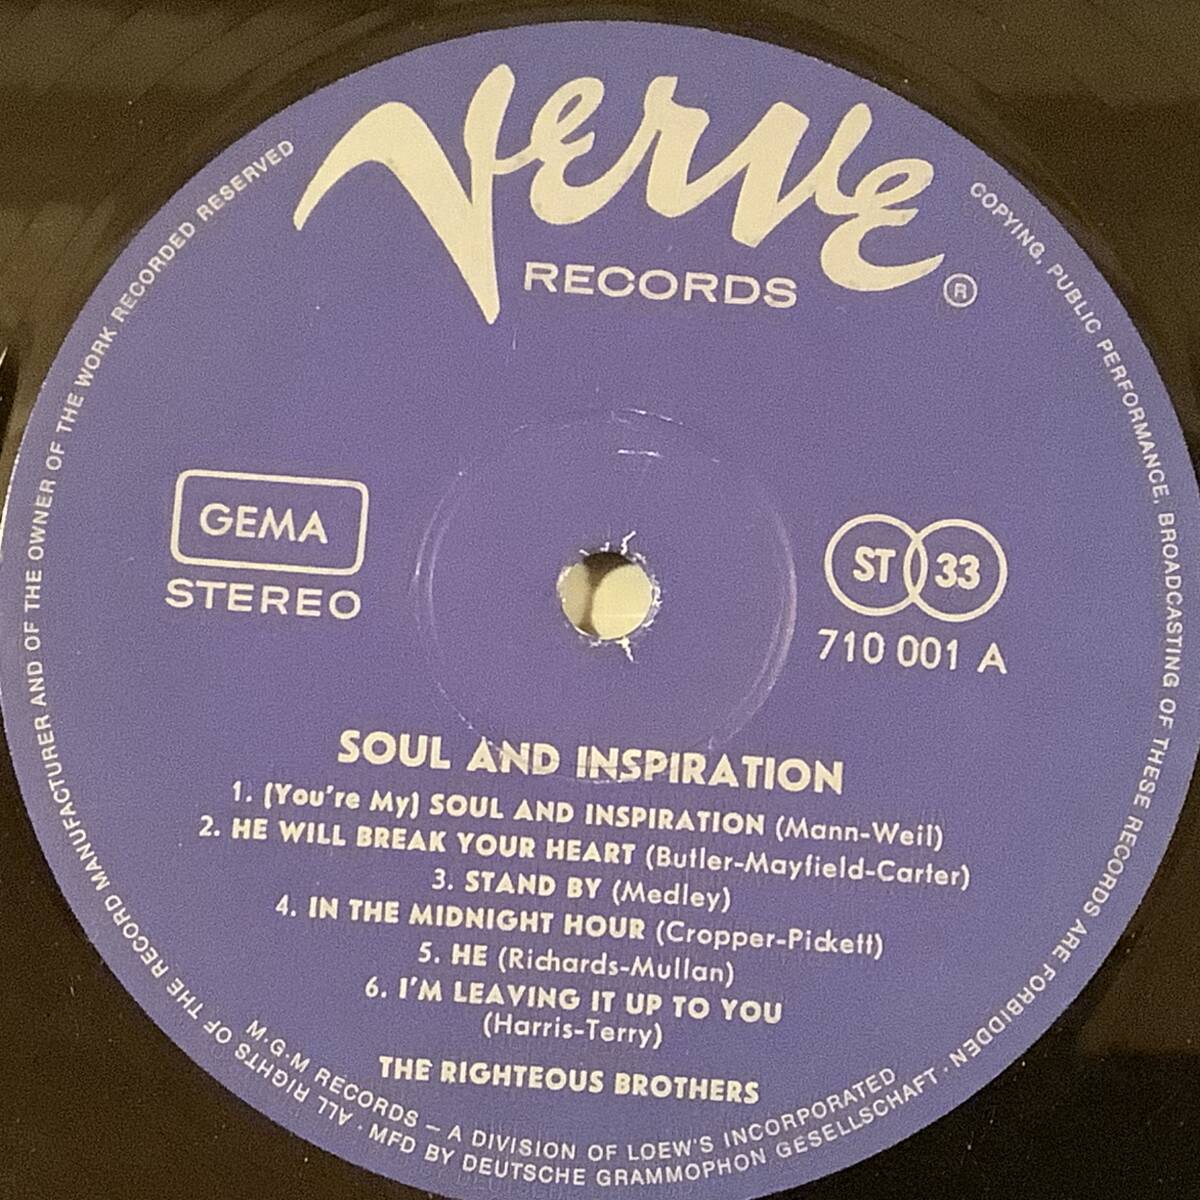 Verve
RECORDS ®
GEMA
STEREO
ST 33
710 001 A
SOUL AND INSPIRATION
1. (You're My) SOUL AND INSPIRATION (Mann-Weil)
2. HE WILL BREAK YOUR HEART (Butler-Mayfield-Carter)
3. STAND BY (Medley)
4. IN THE MIDNIGHT HOUR (Cropper-Pickett)
5. HE (Richards-Mullan)
6. I'M LEAVING IT UP TO YOU
(Harris-Terry)
THE RIGHTEOUS BROTHERS
M·G·M RECORDS – A DIVISION OF LOEW'S INCORPORATED
ALL RIGHTS OF THE RECORD MANUFACTURER AND OF THE OWNER OF THE WORK RECORDED RESERVED
COPYING, PUBLIC PERFORMANCE, BROADCASTING OF THESE RECORDS ARE FORBIDDEN · MFD BY DEUTSCHE GRAMMOPHON GESELLSCHAFT ·